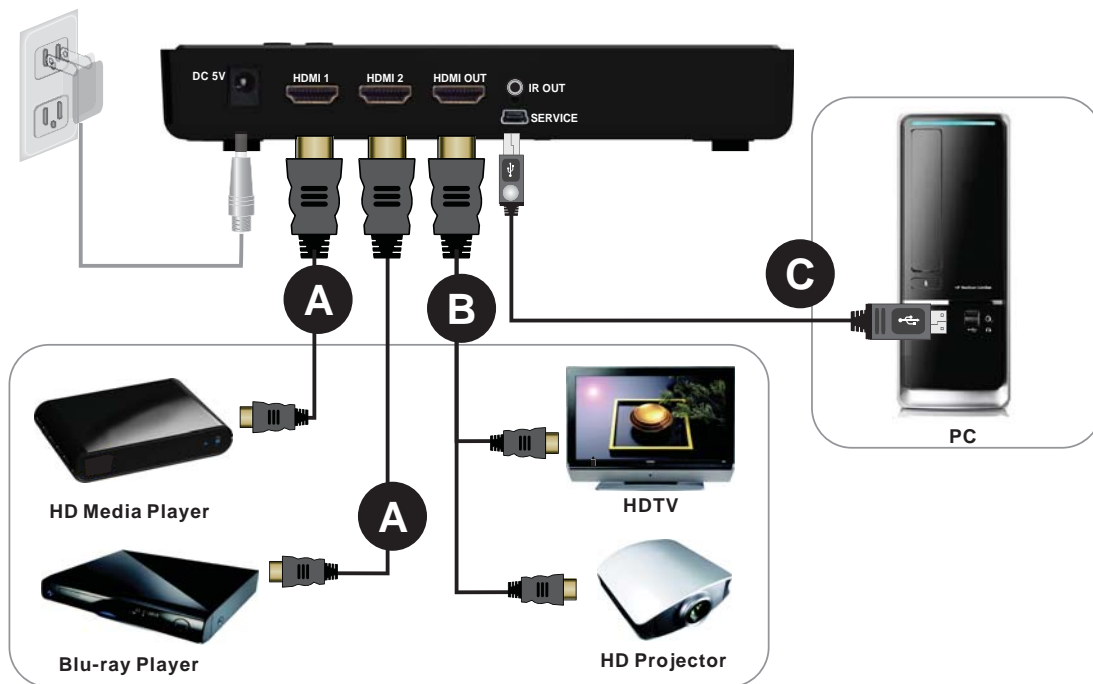 DC 5V
HDMI 1
HDMI 2
HDMI OUT
IR OUT
SERVICE
A
B
C
A
HD Media Player
HDTV
PC
Blu-ray Player
HD Projector